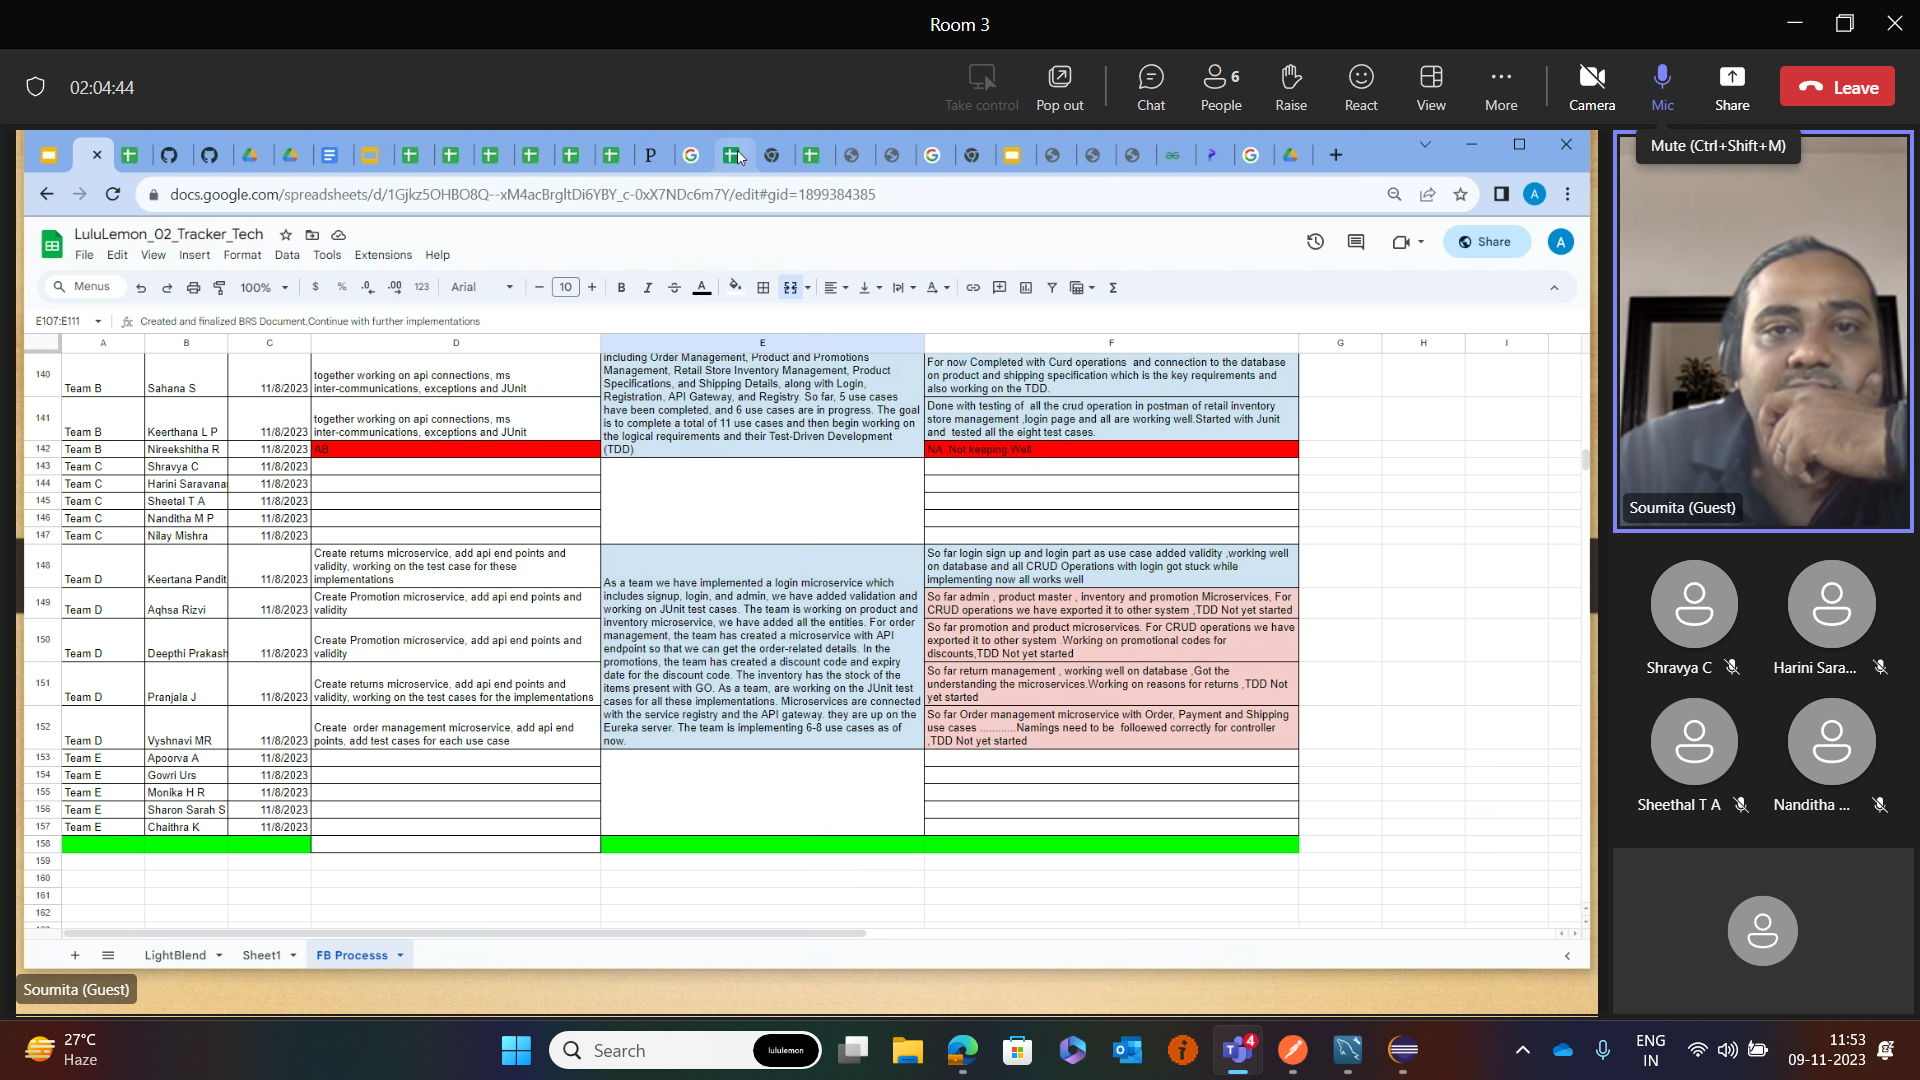 Room 3
02:04:44
Take control
Pop out
Chat
6
People
Raise
React
View
More
Camera
Mic
Share
Leave
Mute (Ctrl+Shift+M)
docs.google.com/spreadsheets/d/1Gjkz5OHBO8Q--xM4acBrgltDi6YBY_c-0xX7NDc6m7Y/edit#gid=1899384385
A
LuluLemon_02_Tracker_Tech
File Edit View Insert Format Data Tools Extensions Help
Share
A
Menus 100% $ % .0 .00 123 Arial 10 B I A
E107:E111 fx Created and finalized BRS Document,Continue with further implementations
A B C D E F G H I
140 Team B Sahana S 11/8/2023
together working on api connections, ms
inter-communications, exceptions and JUnit
141 Team B Keerthana L P 11/8/2023
together working on api connections, ms
inter-communications, exceptions and JUnit
142 Team B Nireekshitha R 11/8/2023 AB
including Order Management, Product and Promotions
Management, Retail Store Inventory Management, Product
Specifications, and Shipping Details, along with Login,
Registration, API Gateway, and Registry. So far, 5 use cases
have been completed, and 6 use cases are in progress. The goal
is to complete a total of 11 use cases and then begin working on
the logical requirements and their Test-Driven Development
(TDD)
For now Completed with Curd operations and connection to the database
on product and shipping specification which is the key requirements and
also working on the TDD.
Done with testing of all the crud operation in postman of retail inventory
store management ,login page and all are working well.Started with Junit
and tested all the eight test cases.
NA ,Not keeping Well
143 Team C Shravya C 11/8/2023
144 Team C Harini Saravana 11/8/2023
145 Team C Sheetal T A 11/8/2023
146 Team C Nanditha M P 11/8/2023
147 Team C Nilay Mishra 11/8/2023
148 Team D Keertana Pandit 11/8/2023
Create returns microservice, add api end points and
validity, working on the test case for these
implementations
149 Team D Aqhsa Rizvi 11/8/2023
Create Promotion microservice, add api end points and
validity
150 Team D Deepthi Prakash 11/8/2023
Create Promotion microservice, add api end points and
validity
151 Team D Pranjala J 11/8/2023
Create returns microservice, add api end points and
validity, working on the test cases for the implementations
152 Team D Vyshnavi MR 11/8/2023
Create order management microservice, add api end
points, add test cases for each use case
As a team we have implemented a login microservice which
includes signup, login, and admin, we have added validation and
working on JUnit test cases. The team is working on product and
inventory microservice, we have added all the entities. For order
management, the team has created a microservice with API
endpoint so that we can get the order-related details. In the
promotions, the team has created a discount code and expiry
date for the discount code. The inventory has the stock of the
items present with GO. As a team, are working on the JUnit test
cases for all these implementations. Microservices are connected
with the service registry and the API gateway. they are up on the
Eureka server. The team is implementing 6-8 use cases as of
now.
So far login sign up and login part as use case added validity ,working well
on database and all CRUD Operations with login got stuck while
implementing now all works well
So far admin , product master , inventory and promotion Microservices, For
CRUD operations we have exported it to other system ,TDD Not yet started
So far promotion and product microservices. For CRUD operations we have
exported it to other system .Working on promotional codes for
discounts,TDD Not yet started
So far return management , working well on database ,Got the
understanding the microservices.Working on reasons for returns ,TDD Not
yet started
So far Order management microservice with Order, Payment and Shipping
use cases ............Namings need to be folloewed correctly for controller
,TDD Not yet started
153 Team E Apoorva A 11/8/2023
154 Team E Gowri Urs 11/8/2023
155 Team E Monika H R 11/8/2023
156 Team E Sharon Sarah S 11/8/2023
157 Team E Chaithra K 11/8/2023
158
159
160
161
162
LightBlend Sheet1 FB Processs
Soumita (Guest)
Soumita (Guest)
Shravya C
Harini Sara...
Sheethal T A
Nanditha ...
27°C
Haze
Search
lululemon
4
ENG
IN
11:53
09-11-2023